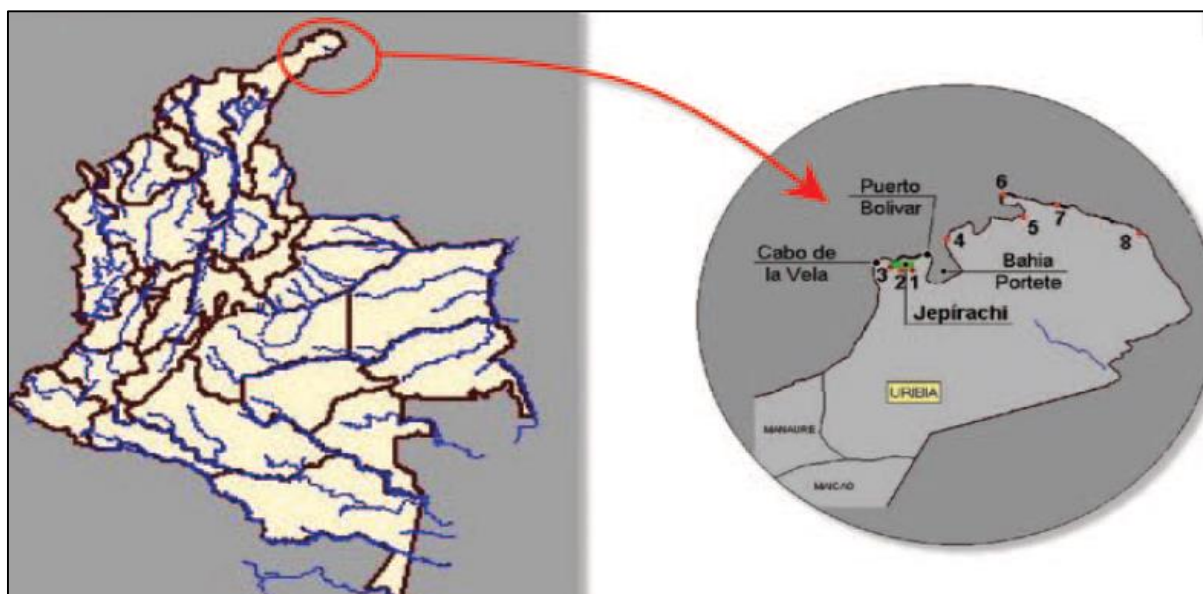 6
7
Puerto
Bolivar
5
4
8
Cabo de
la Vela
3
2
1
Bahia
Portete
Jepírachi
URIBIA
MANAURE
MAICAO